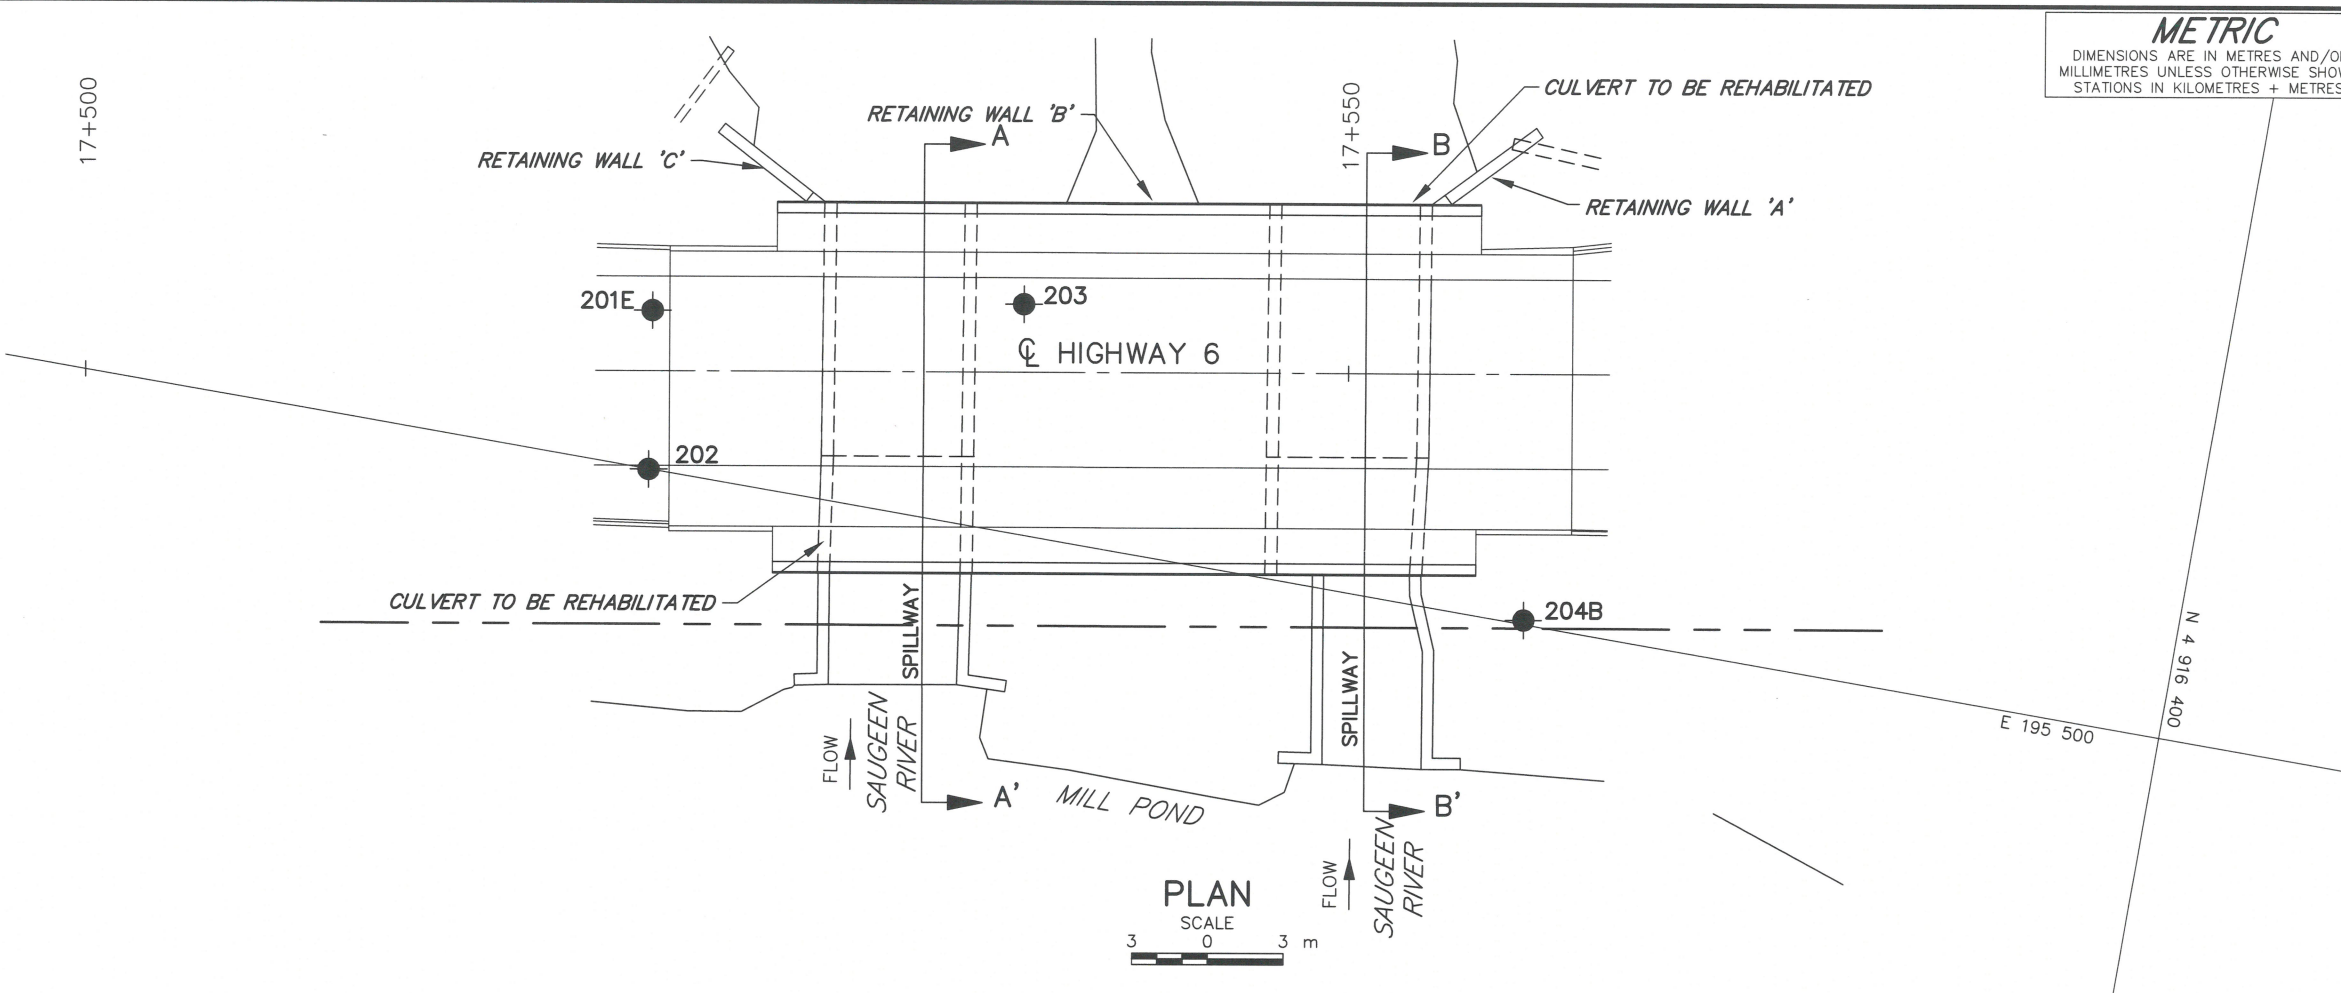 METRIC
DIMENSIONS ARE IN METRES AND/
MILLIMETRES UNLESS OTHERWISE
STATIONS IN KILOMETRES + METRES
17+500
17+550
CULVERT TO BE REHABILITATED
RETAINING WALL 'B'
A
B
RETAINING WALL 'C'
RETAINING WALL 'A'
201E
203
℄ HIGHWAY 6
202
CULVERT TO BE REHABILITATED
204B
SPILLWAY
SPILLWAY
N 4 916 400
E 195 500
FLOW
SAUGEEN
RIVER
A'
MILL POND
B'
FLOW
SAUGEEN
RIVER
PLAN
SCALE
3 0 3 m